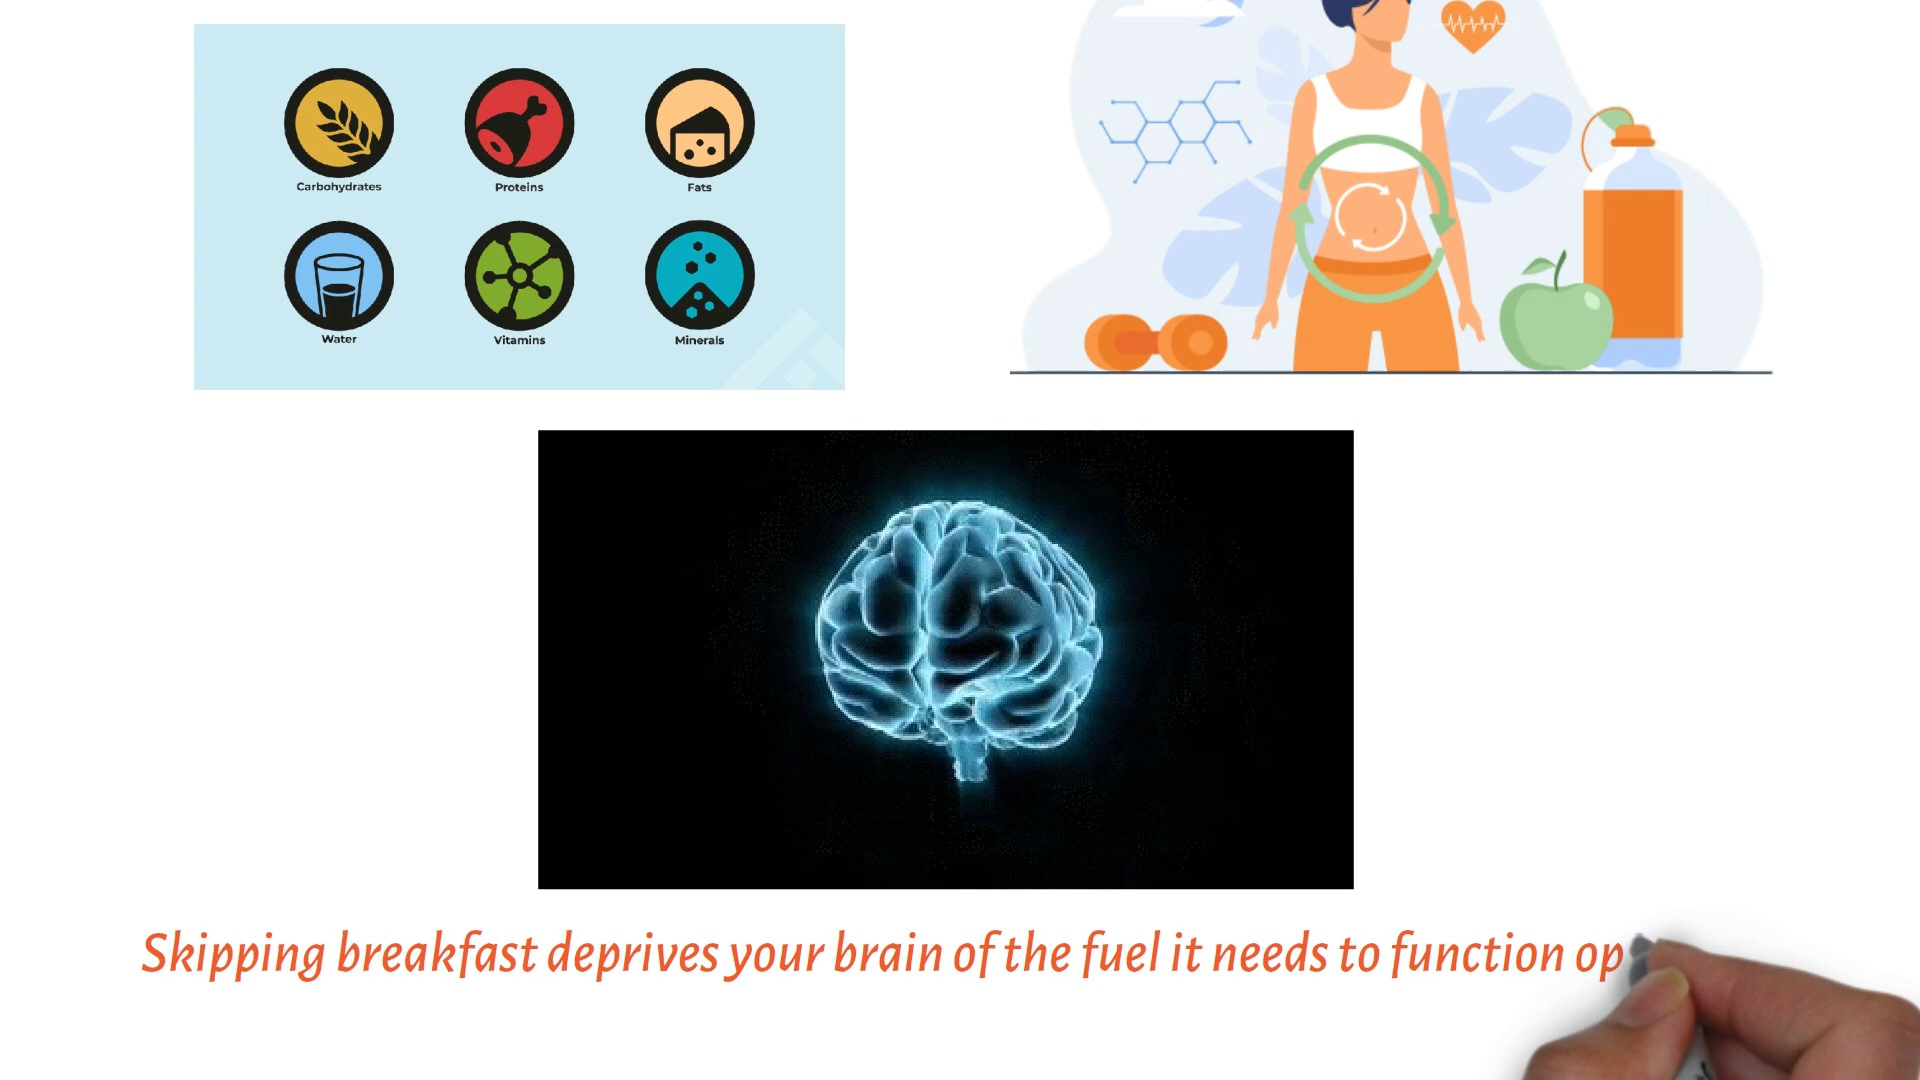 Carbohydrates Proteins Fats
Water Vitamins Minerals
Skipping breakfast deprives your brain of the fuel it needs to function op